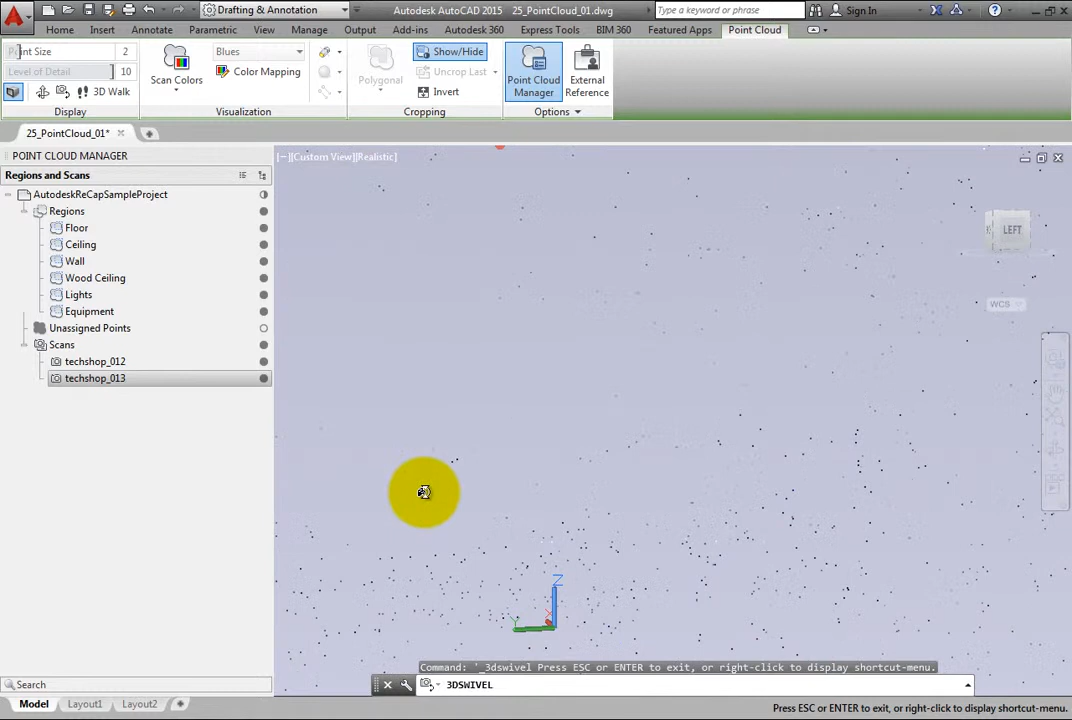 Drafting & Annotation
Autodesk AutoCAD 2015 25_PointCloud_01.dwg
Type a keyword or phrase
Sign In
Home Insert Annotate Parametric View Manage Output Add-ins Autodesk 360 Express Tools BIM 360 Featured Apps Point Cloud
Point Size 2
Level of Detail 10
3D Walk
Display
Scan Colors
Blues
Color Mapping
Visualization
Polygonal
Show/Hide
Uncrop Last
Invert
Cropping
Point Cloud
Manager
External
Reference
Options
25_PointCloud_01*
POINT CLOUD MANAGER
Regions and Scans
AutodeskReCapSampleProject
Regions
Floor
Ceiling
Wall
Wood Ceiling
Lights
Equipment
Unassigned Points
Scans
techshop_012
techshop_013
Search
[−][Custom View][Realistic]
LEFT
WCS
Z
Y
X
Command: '_3dswivel Press ESC or ENTER to exit, or right-click to display shortcut-menu.
3DSWIVEL
Model Layout1 Layout2
Press ESC or ENTER to exit, or right-click to display shortcut-menu.